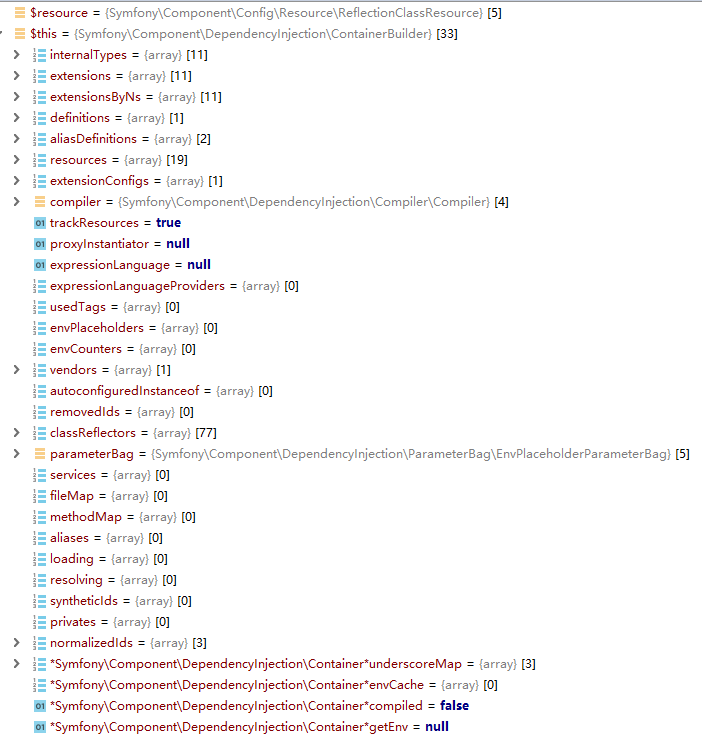 $resource = {Symfony\Component\Config\Resource\ReflectionClassResource} [5]
$this = {Symfony\Component\DependencyInjection\ContainerBuilder} [33]
internalTypes = {array} [11]
extensions = {array} [11]
extensionsByNs = {array} [11]
definitions = {array} [1]
aliasDefinitions = {array} [2]
resources = {array} [19]
extensionConfigs = {array} [1]
compiler = {Symfony\Component\DependencyInjection\Compiler\Compiler} [4]
trackResources = true
proxyInstantiator = null
expressionLanguage = null
expressionLanguageProviders = {array} [0]
usedTags = {array} [0]
envPlaceholders = {array} [0]
envCounters = {array} [0]
vendors = {array} [1]
autoconfiguredInstanceof = {array} [0]
removedIds = {array} [0]
classReflectors = {array} [77]
parameterBag = {Symfony\Component\DependencyInjection\ParameterBag\EnvPlaceholderParameterBag} [5]
services = {array} [0]
fileMap = {array} [0]
methodMap = {array} [0]
aliases = {array} [0]
loading = {array} [0]
resolving = {array} [0]
syntheticIds = {array} [0]
privates = {array} [0]
normalizedIds = {array} [3]
*Symfony\Component\DependencyInjection\Container*underscoreMap = {array} [3]
*Symfony\Component\DependencyInjection\Container*envCache = {array} [0]
*Symfony\Component\DependencyInjection\Container*compiled = false
*Symfony\Component\DependencyInjection\Container*getEnv = null